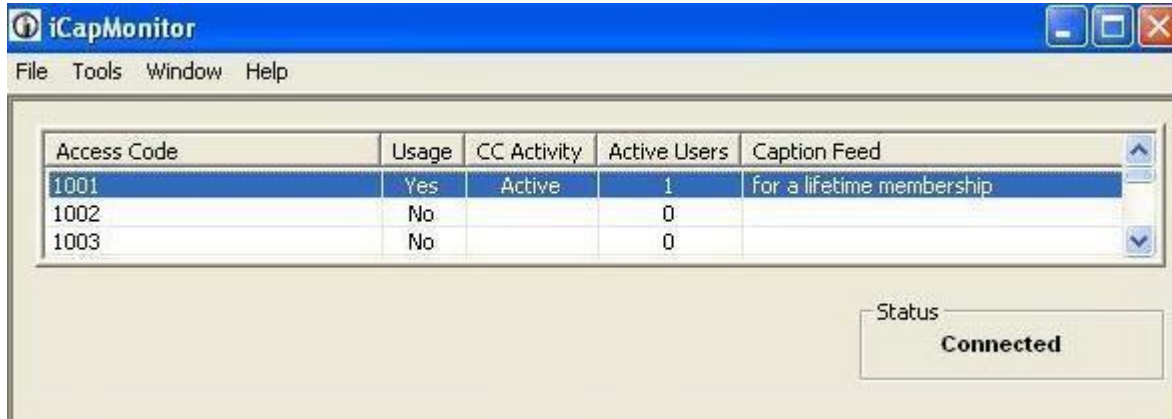 iCapMonitor
File Tools Window Help
Access Code Usage CC Activity Active Users Caption Feed
1001 Yes Active 1 for a lifetime membership
1002 No 0
1003 No 0
Status
Connected